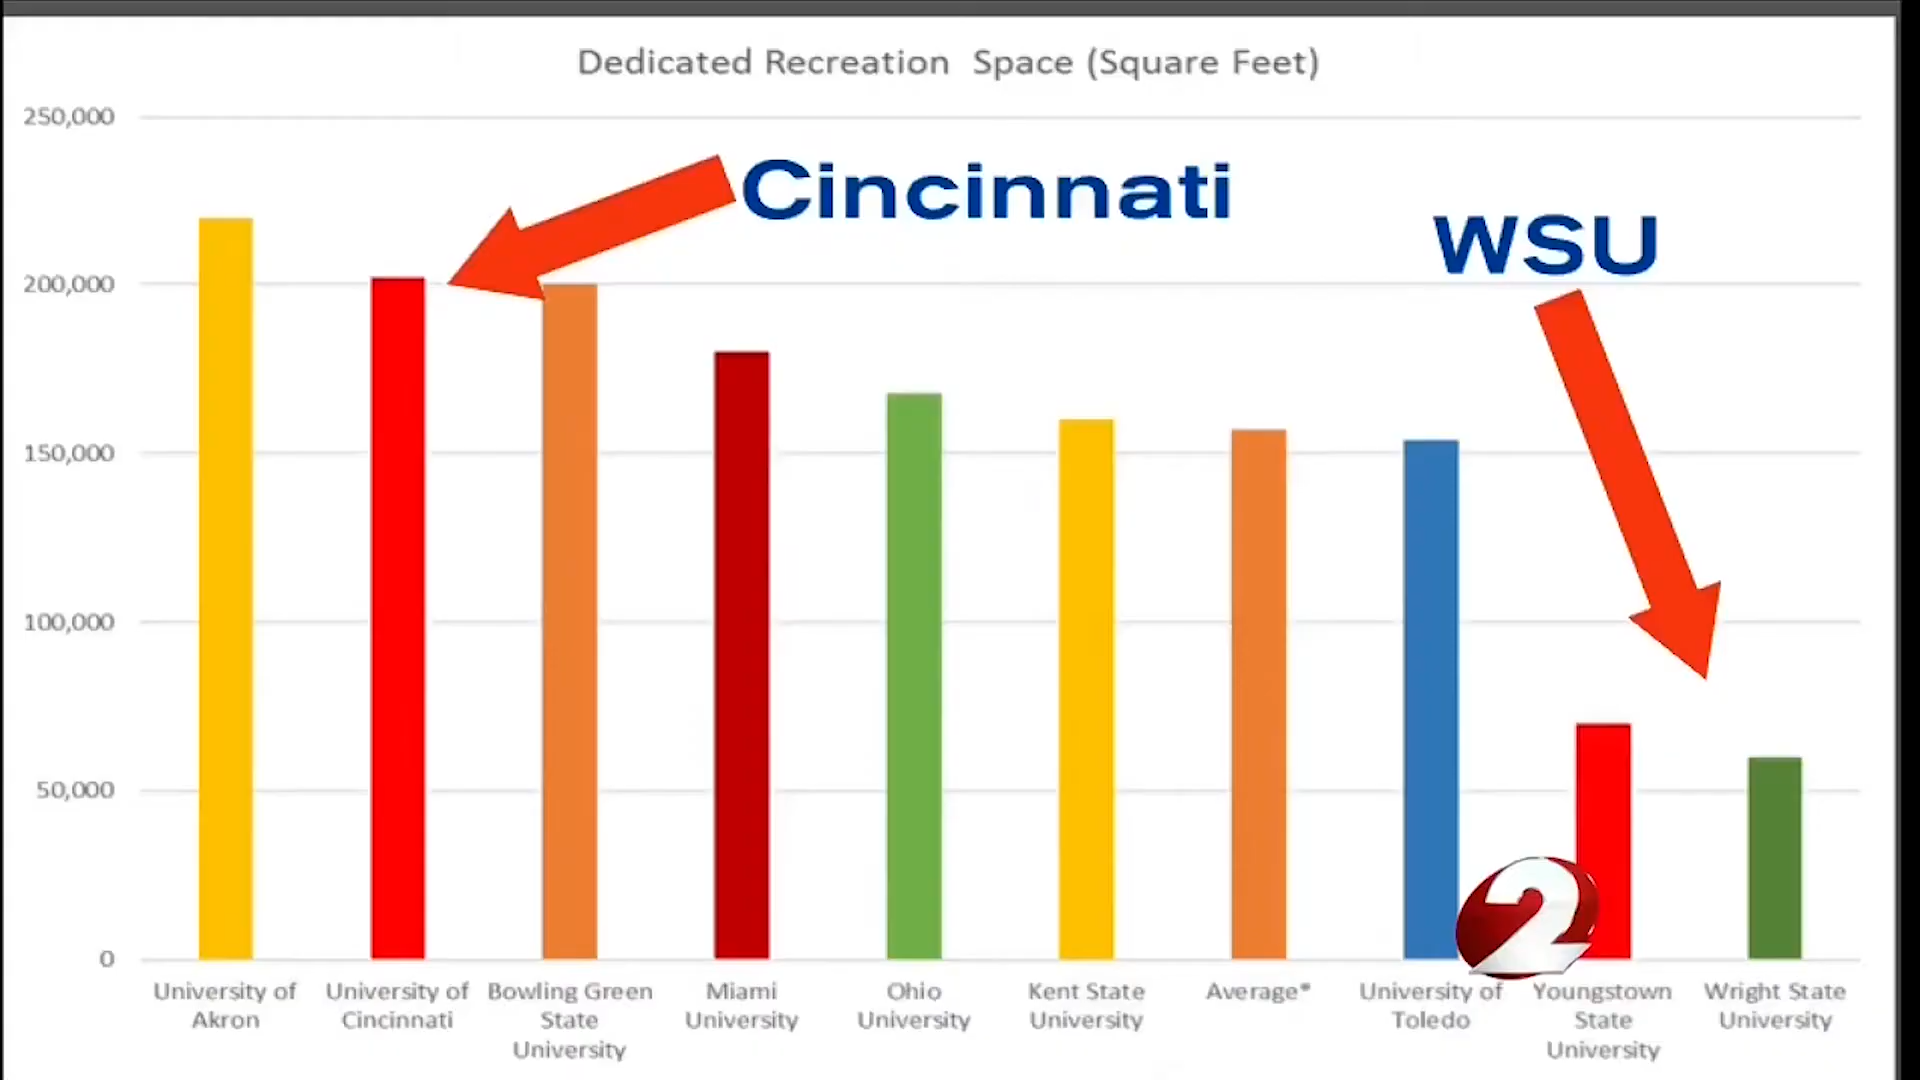 Dedicated Recreation Space (Square Feet)
250,000
Cincinnati
WSU
200,000
150,000
100,000
50,000
0
2
University of Akron
University of Cincinnati
Bowling Green State University
Miami University
Ohio University
Kent State University
Average*
University of Toledo
Youngstown State University
Wright State University